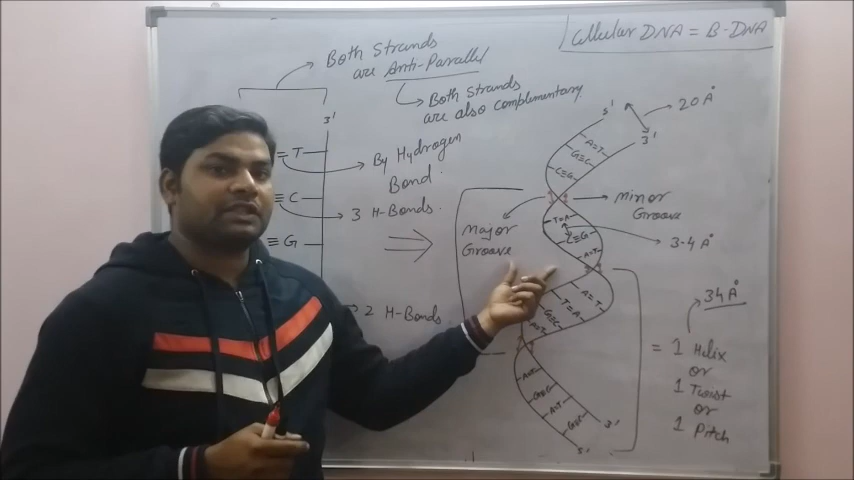 Cellular DNA = B-DNA
Both Strands
are Anti-Parallel
Both Strands
are also complementary
3'
= T
By Hydrogen
Bond.
≡ C
3 H-Bonds.
≡ G
2 H-Bonds
5'
20 A°
3'
A=T
G≡C
C≡G
Minor
Groove
Major
Groove
T=A
C≡G
3-4 A°
A=T
A=T
T=A
G≡C
A=T
34 A°
= 1 Helix
or
1 Twist
or
1 Pitch
A=T
G≡C
A=T
G≡C
3'
5'